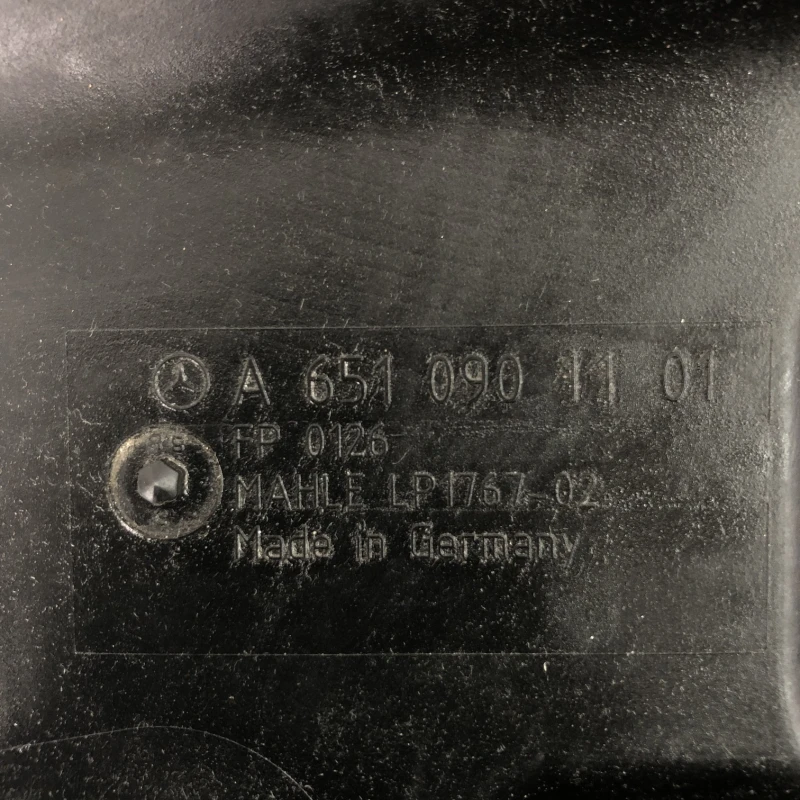 A 651 090 11 01
FP 0126
MAHLE LP1767-02
Made in Germany